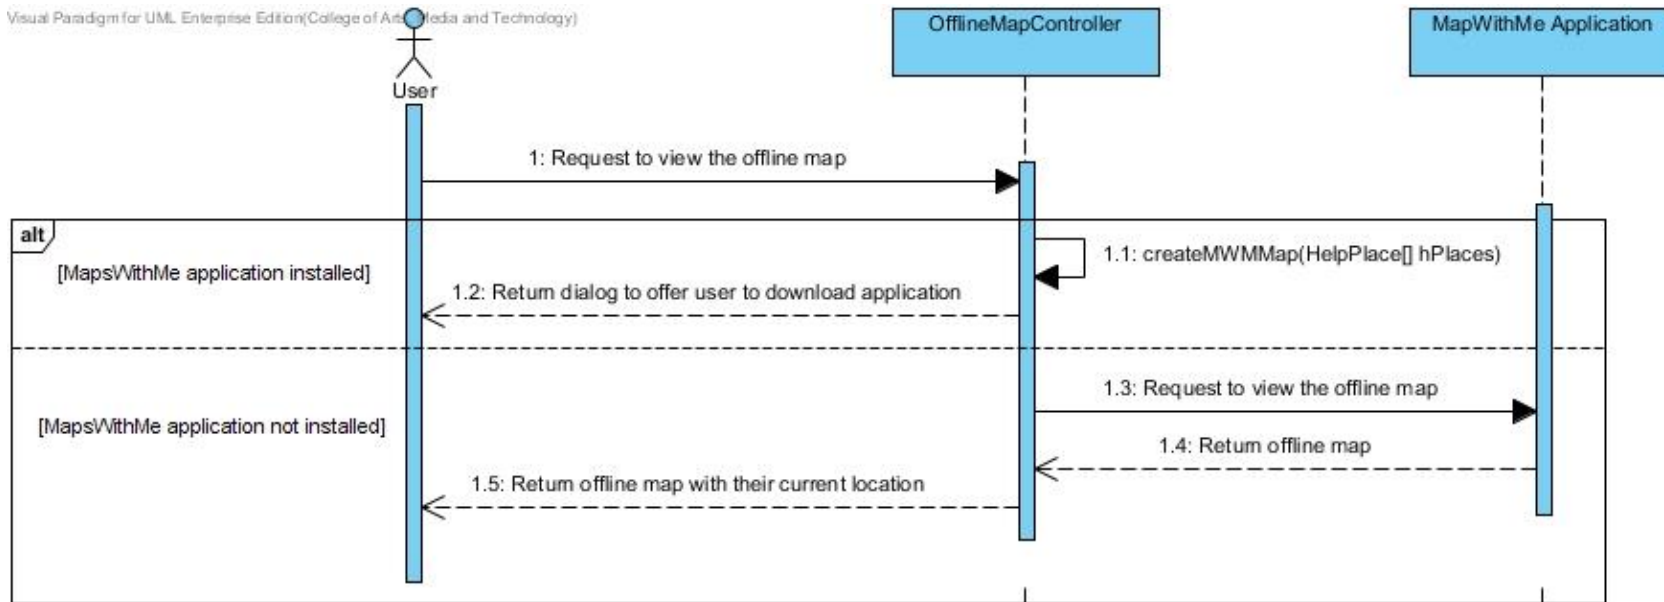 Visual Paradigm for UML Enterprise Edition(College of Arts, Media and Technology)
User
OfflineMapController
MapWithMe Application
1: Request to view the offline map
alt
[MapsWithMe application installed]
1.1: createMWMMap(HelpPlace[] hPlaces)
1.2: Return dialog to offer user to download application
1.3: Request to view the offline map
[MapsWithMe application not installed]
1.4: Return offline map
1.5: Return offline map with their current location